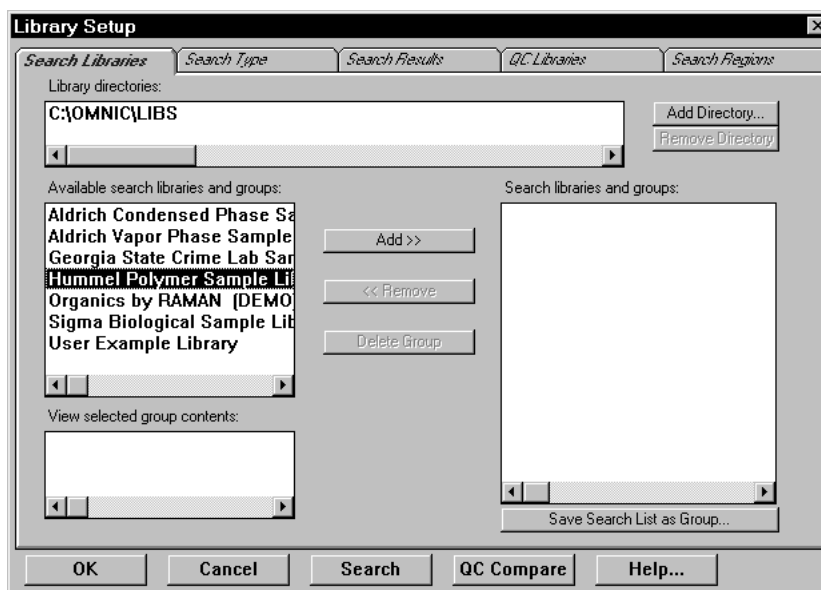 Library Setup
Search Libraries Search Type Search Results QC Libraries Search Regions
Library directories:
C:\OMNIC\LIBS
Add Directory...
Remove Directory
Available search libraries and groups:
Search libraries and groups:
Aldrich Condensed Phase Sa
Aldrich Vapor Phase Sample
Georgia State Crime Lab Sar
Hummel Polymer Sample Li
Organics by RAMAN (DEMO)
Sigma Biological Sample Lib
User Example Library
Add >>
<< Remove
Delete Group
View selected group contents:
Save Search List as Group...
OK Cancel Search QC Compare Help...